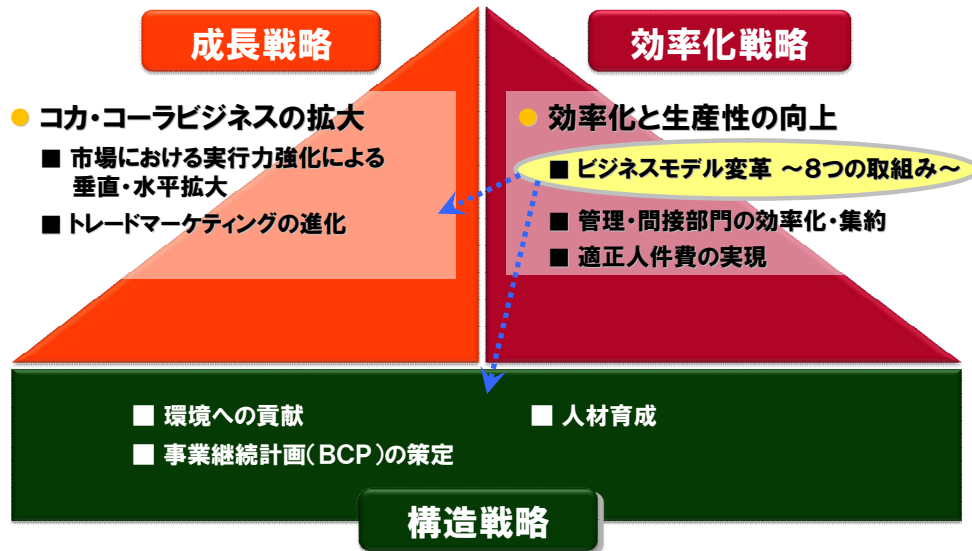 成長戦略
● コカ・コーラビジネスの拡大
■ 市場における実行力強化による
垂直・水平拡大
■ トレードマーケティングの進化
効率化戦略
● 効率化と生産性の向上
■ ビジネスモデル変革 ～8つの取組み～
■ 管理・間接部門の効率化・集約
■ 適正人件費の実現
■ 環境への貢献
■ 人材育成
■ 事業継続計画(BCP)の策定
構造戦略